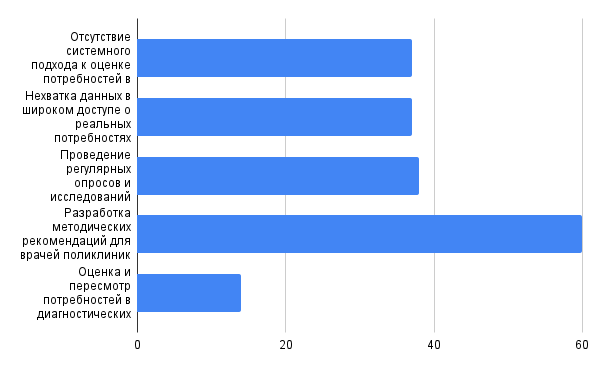 Отсутствие
системного
подхода к оценке
потребностей в
Нехватка данных в
широком доступе о
реальных
потребностях
Проведение
регулярных
опросов и
исследований
Разработка
методических
рекомендаций для
врачей поликлиник
Оценка и
пересмотр
потребностей в
диагностических
0 20 40 60